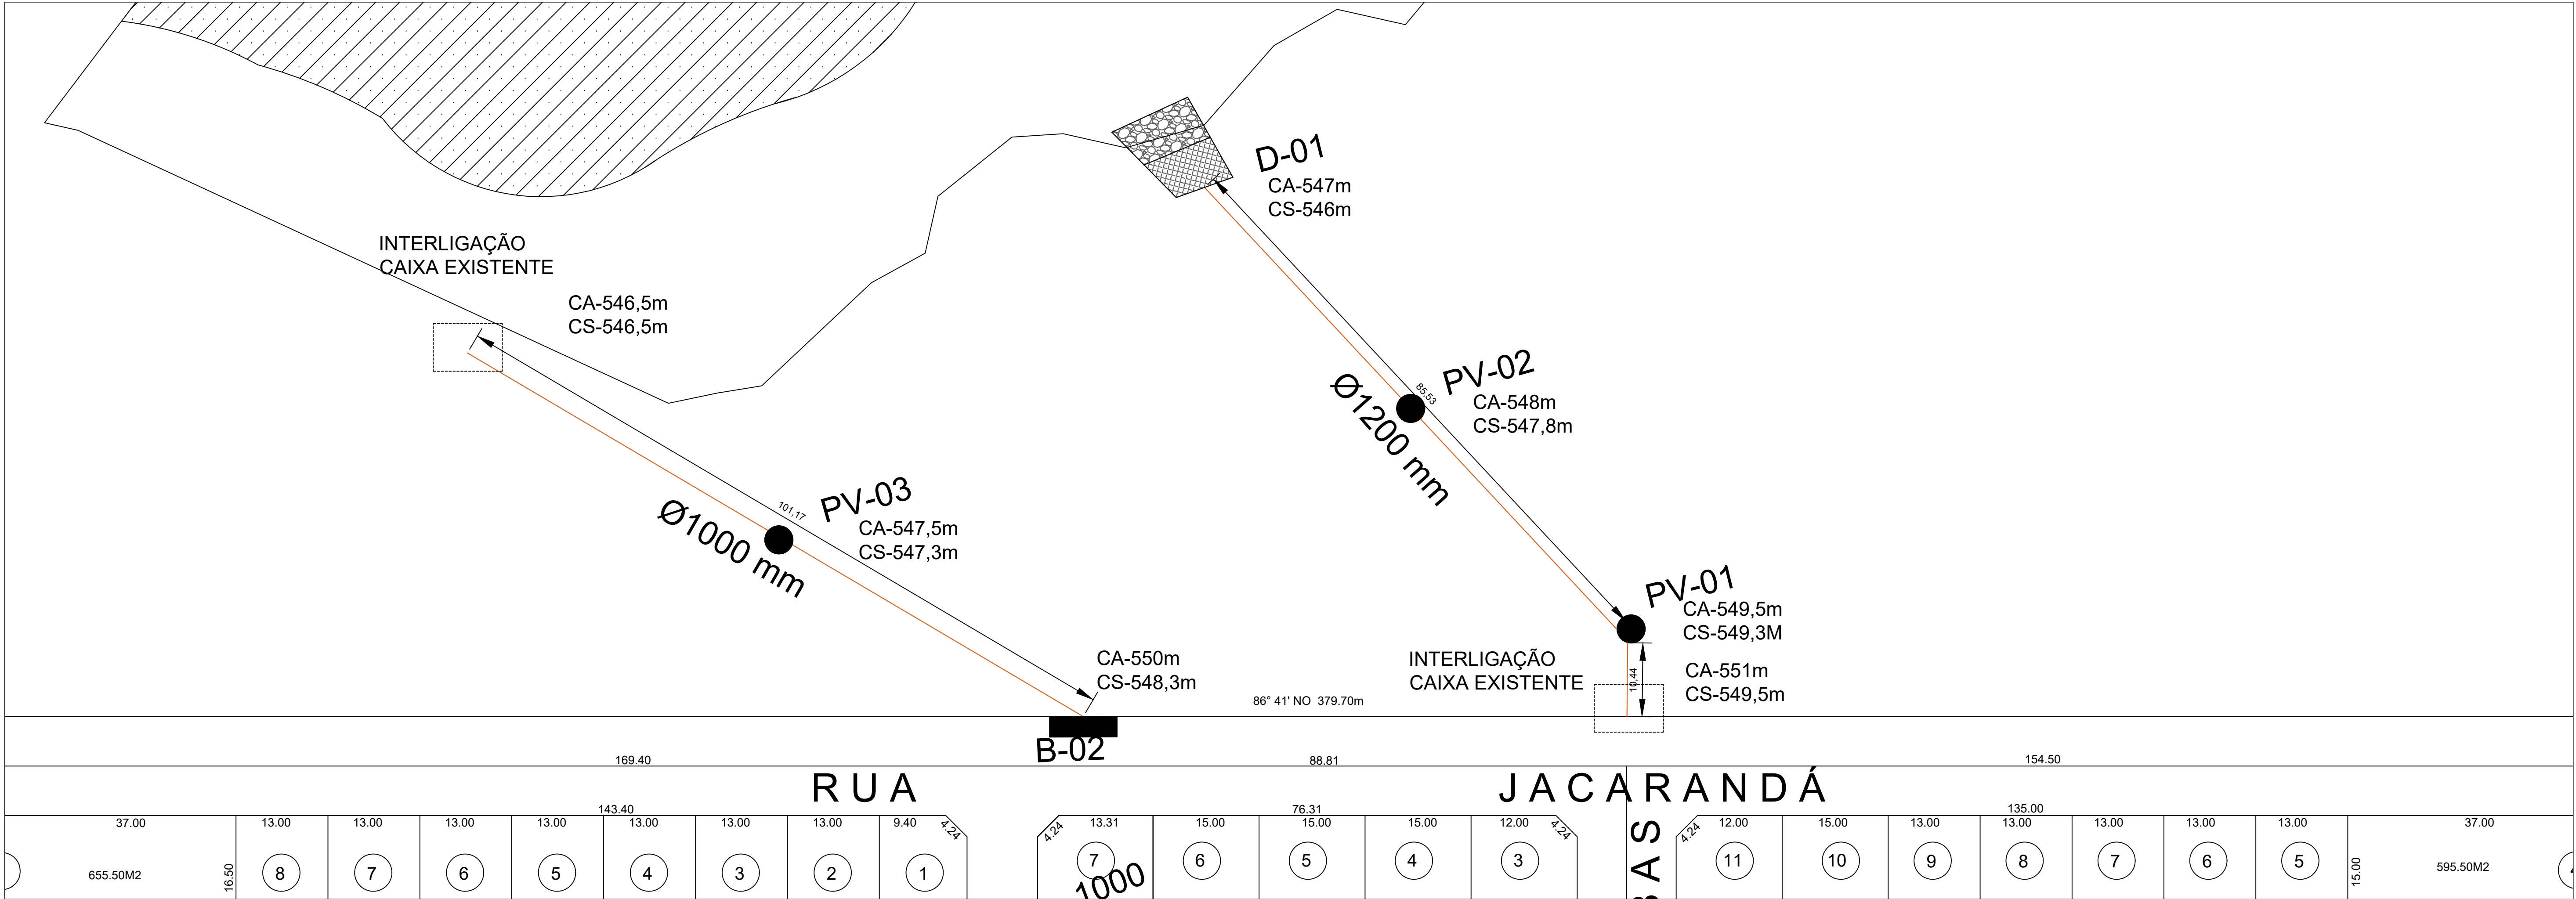 D-01
CA-547m
CS-546m
INTERLIGAÇÃO
CAIXA EXISTENTE
CA-546,5m
CS-546,5m
PV-02
85,53
CA-548m
CS-547,8m
Ø1200 mm
PV-03
101,17
CA-547,5m
CS-547,3m
Ø1000 mm
PV-01
CA-549,5m
CS-549,3M
INTERLIGAÇÃO
CAIXA EXISTENTE
10,44
CA-551m
CS-549,5m
CA-550m
CS-548,3m
86° 41' NO 379.70m
B-02
169.40
88.81
154.50
RUA JACARANDÁ
143.40
76.31
135.00
37.00 13.00 13.00 13.00 13.00 13.00 13.00 13.00 9.40 4.24 4.24 13.31 15.00 15.00 15.00 12.00 4.24 4.24 12.00 15.00 13.00 13.00 13.00 13.00 13.00 37.00
655.50M2 16.50 8 7 6 5 4 3 2 1 7 6 5 4 3 11 10 9 8 7 6 5 15.00 595.50M2
1000
BAS